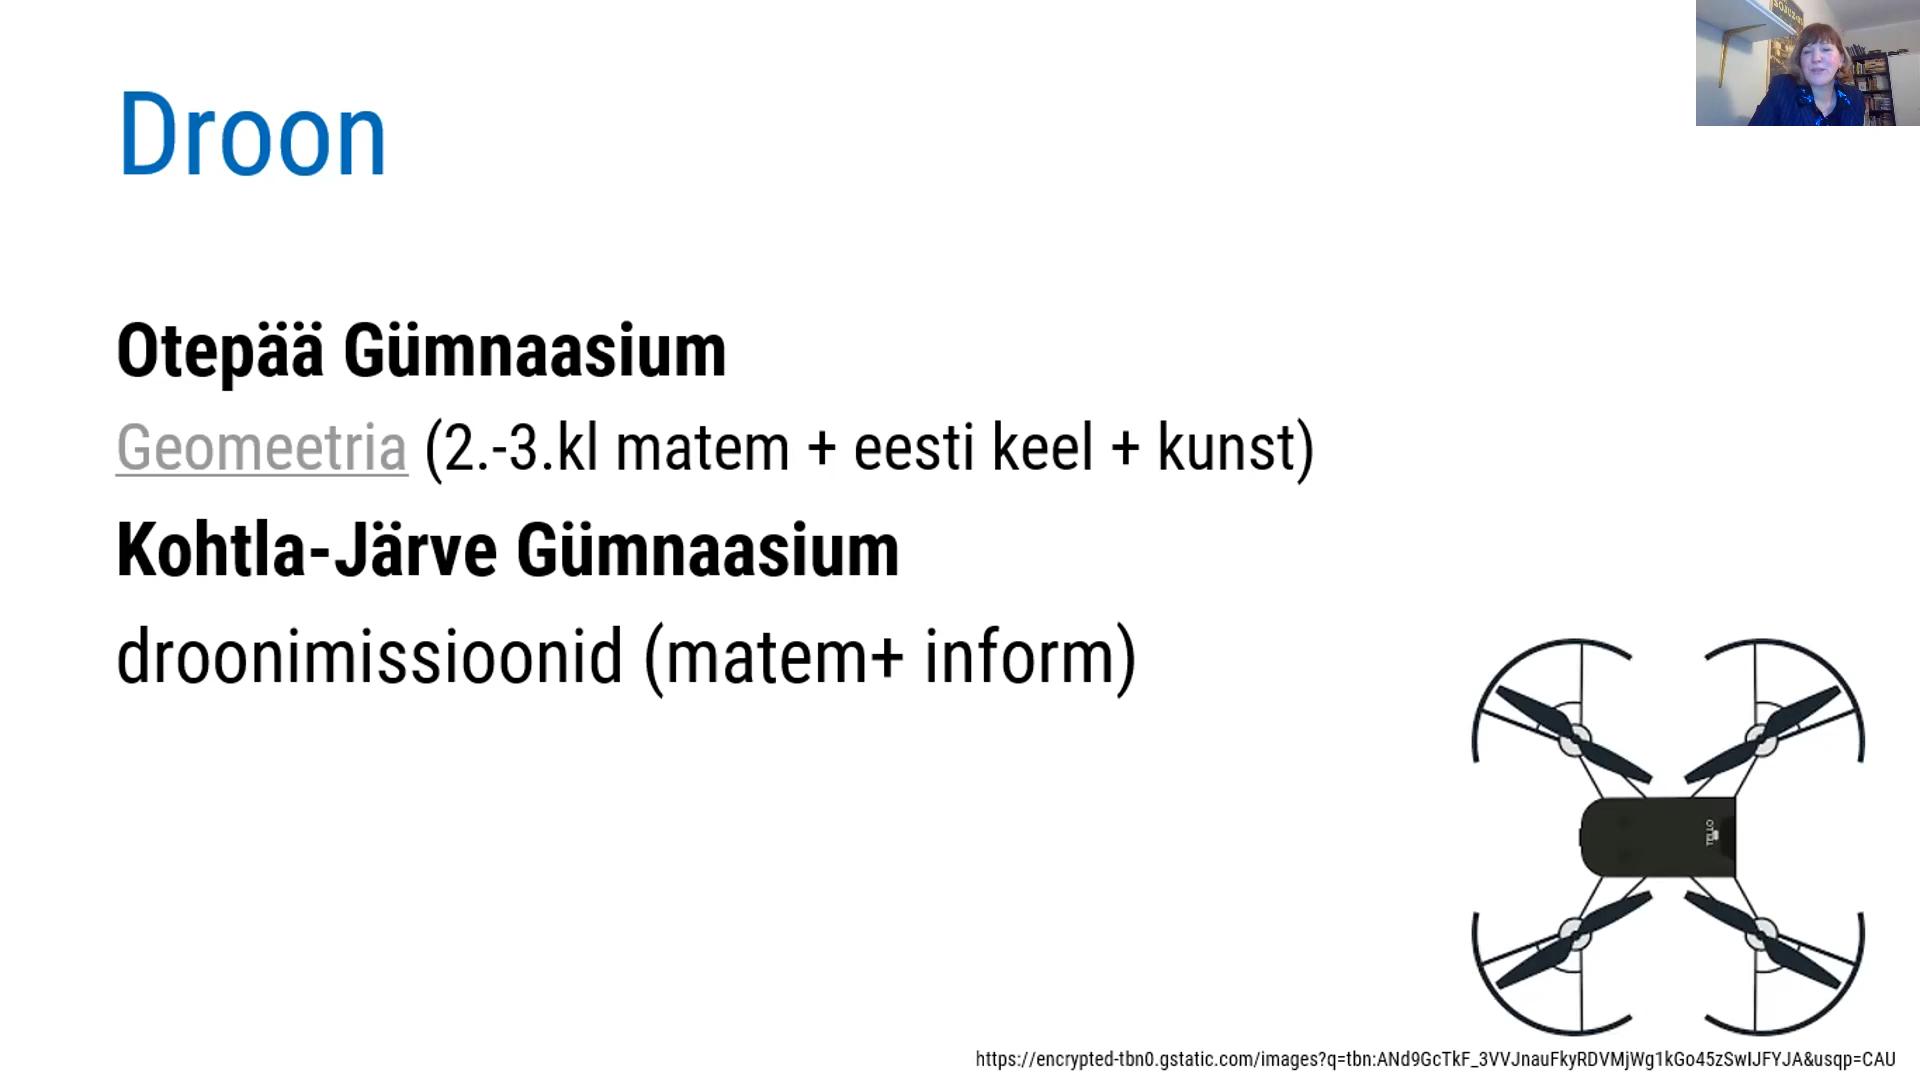 Droon
Otepää Gümnaasium
Geomeetria (2.-3.kl matem + eesti keel + kunst)
Kohtla-Järve Gümnaasium
droonimissioonid (matem+ inform)
TELLO
https://encrypted-tbn0.gstatic.com/images?q=tbn:ANd9GcTkF_3VVJnauFkyRDVMjWg1kGo45zSwIJFYJA&usqp=CAU